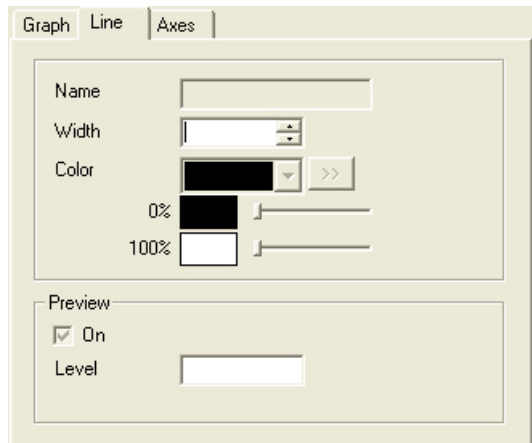 Graph Line Axes
Name
Width
Color >>
0%
100%
Preview
On
Level